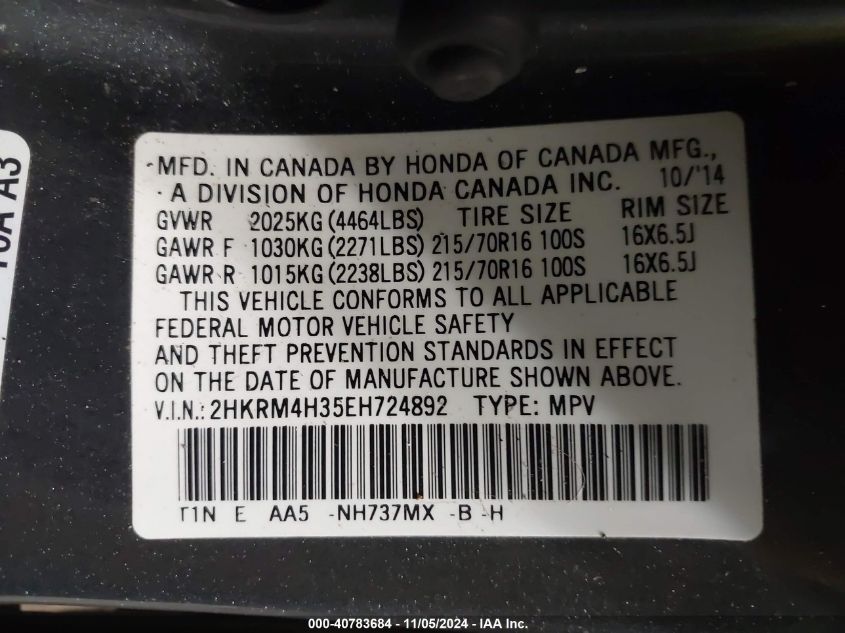 ·MFD. IN CANADA BY HONDA OF CANADA MFG.,
· A DIVISION OF HONDA CANADA INC. 10/'14
GVWR 2025KG (4464LBS) TIRE SIZE RIM SIZE
GAWR F 1030KG (2271LBS) 215/70R16 100S 16X6.5J
GAWR R 1015KG (2238LBS) 215/70R16 100S 16X6.5J
THIS VEHICLE CONFORMS TO ALL APPLICABLE
FEDERAL MOTOR VEHICLE SAFETY
AND THEFT PREVENTION STANDARDS IN EFFECT
ON THE DATE OF MANUFACTURE SHOWN ABOVE.
V.I.N.: 2HKRM4H35EH724892 TYPE: MPV
T1N E AA5 -NH737MX -B -H
A3
000-40783684 - 11/05/2024 - IAA Inc.